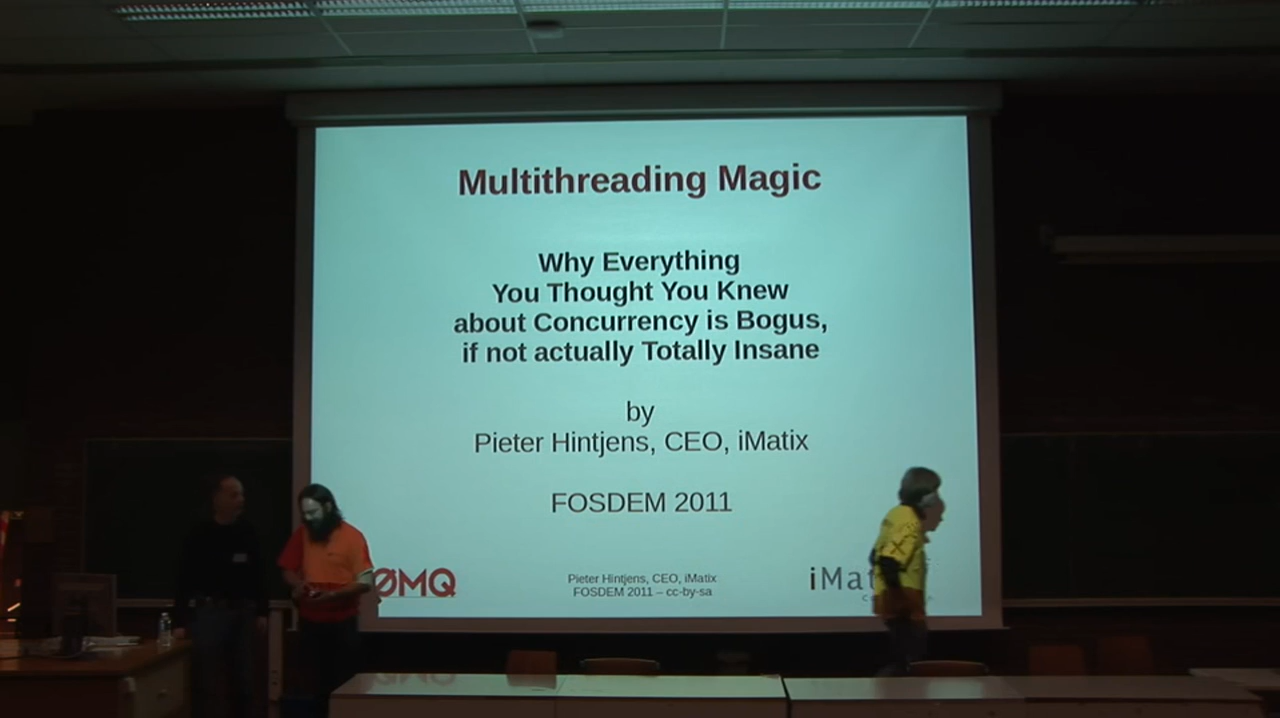 Multithreading Magic
Why Everything
You Thought You Knew
about Concurrency is Bogus,
if not actually Totally Insane
by
Pieter Hintjens, CEO, iMatix
FOSDEM 2011
ØMQ
Pieter Hintjens, CEO, iMatix
FOSDEM 2011 – cc-by-sa
iMat